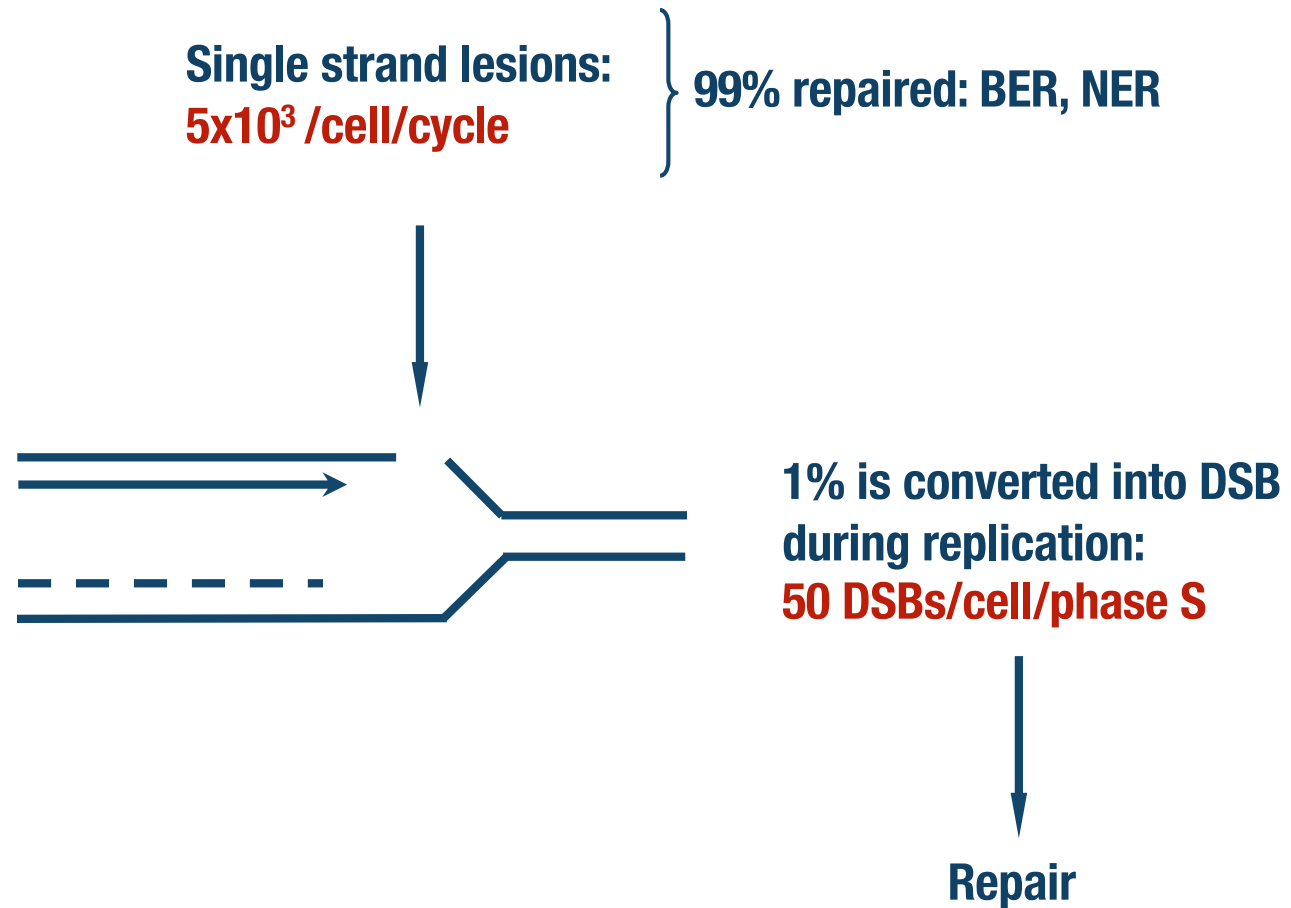 Single strand lesions:
5x10³ /cell/cycle
99% repaired: BER, NER
1% is converted into DSB
during replication:
50 DSBs/cell/phase S
Repair